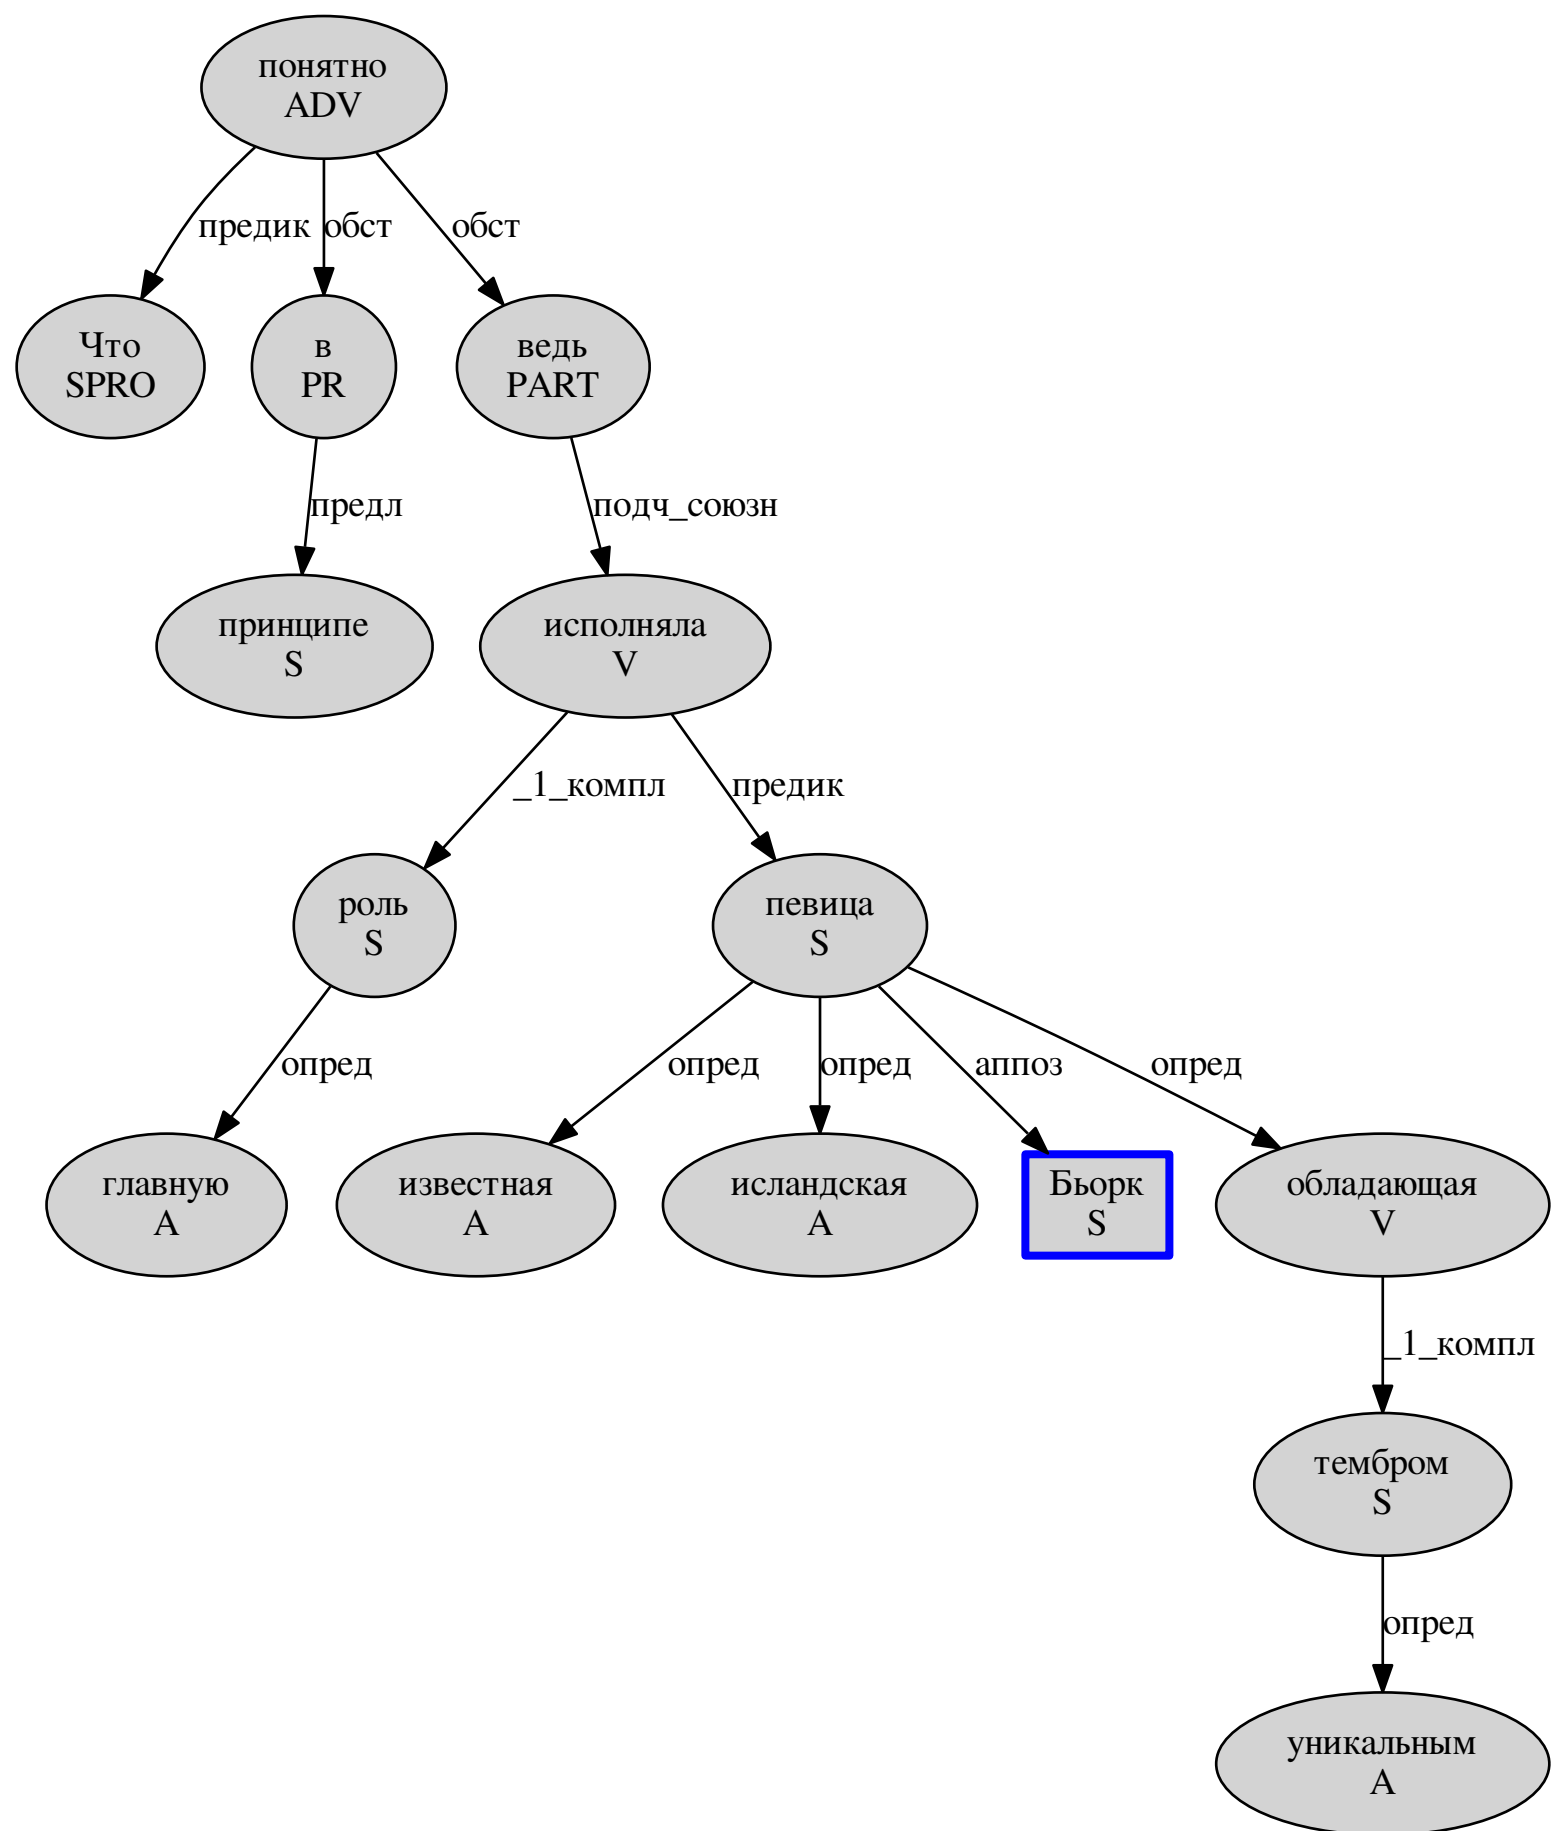 понятно
ADV
предик
обст
обст
Что
SPRO
в
PR
ведь
PART
предл
подч_союзн
принципе
S
исполняла
V
_1_компл
предик
роль
S
певица
S
опред
опред
опред
аппоз
опред
главную
A
известная
A
исландская
A
Бьорк
S
обладающая
V
_1_компл
тембром
S
опред
уникальным
A